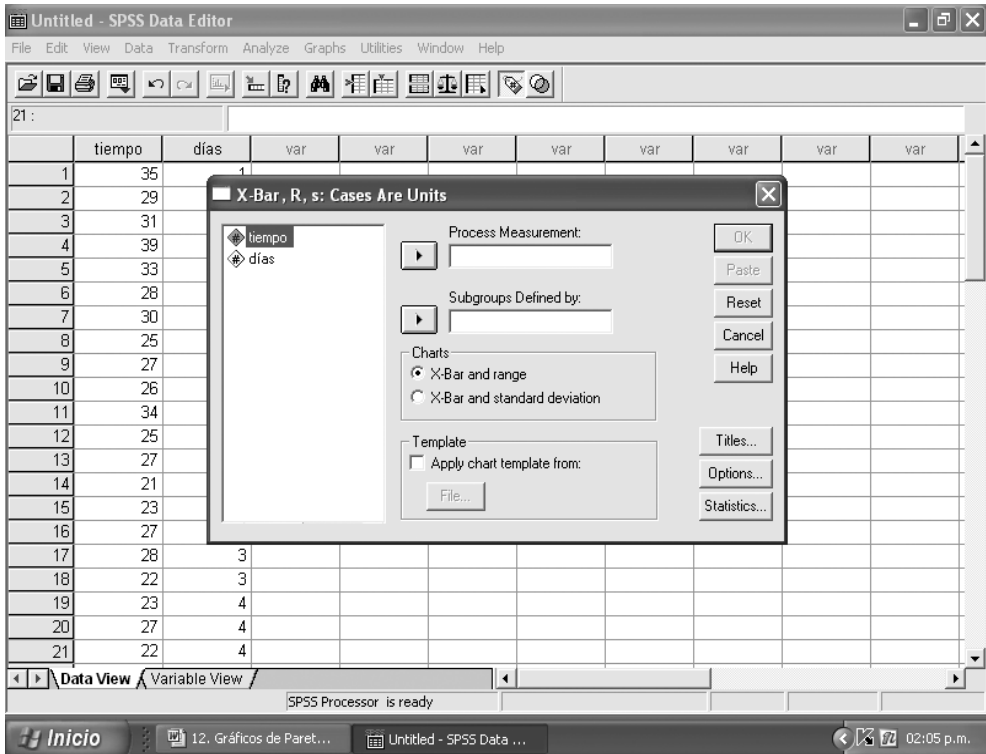 Untitled - SPSS Data Editor
File Edit View Data Transform Analyze Graphs Utilities Window Help
21 :
tiempo días var var var var var var var var
1 35 1
2 29
3 31
4 39
5 33
6 28
7 30
8 25
9 27
10 26
11 34
12 25
13 27
14 21
15 23
16 27
17 28 3
18 22 3
19 23 4
20 27 4
21 22 4
X-Bar, R, s: Cases Are Units
tiempo
días
Process Measurement:
Subgroups Defined by:
Charts
X-Bar and range
X-Bar and standard deviation
Template
Apply chart template from:
File...
OK
Paste
Reset
Cancel
Help
Titles...
Options...
Statistics...
Data View Variable View
SPSS Processor is ready
Inicio 12. Gráficos de Paret... Untitled - SPSS Data ... 02:05 p.m.